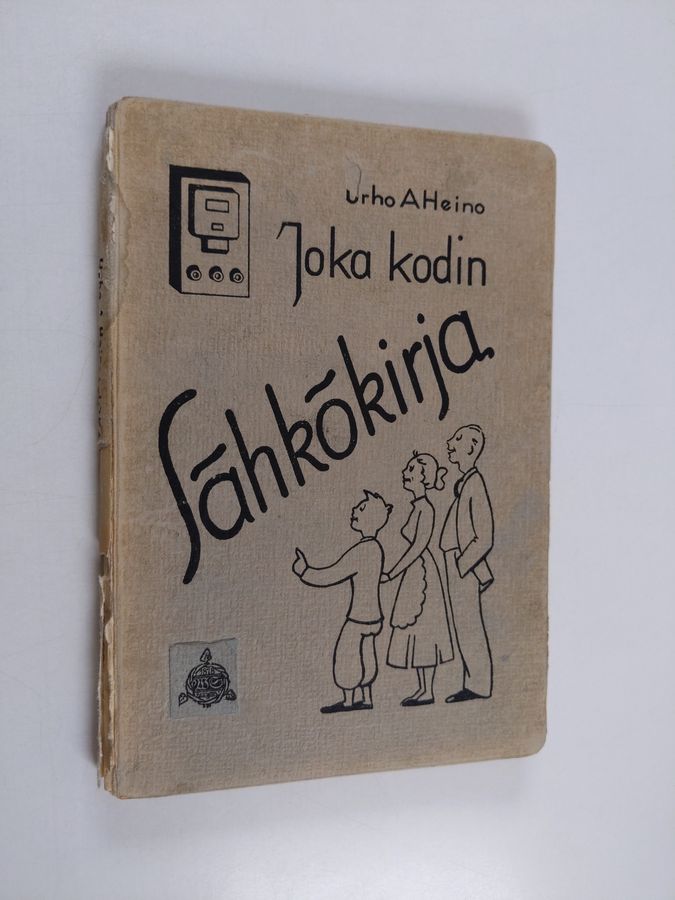 Urho A Heino
Joka kodin
Sähkökirja